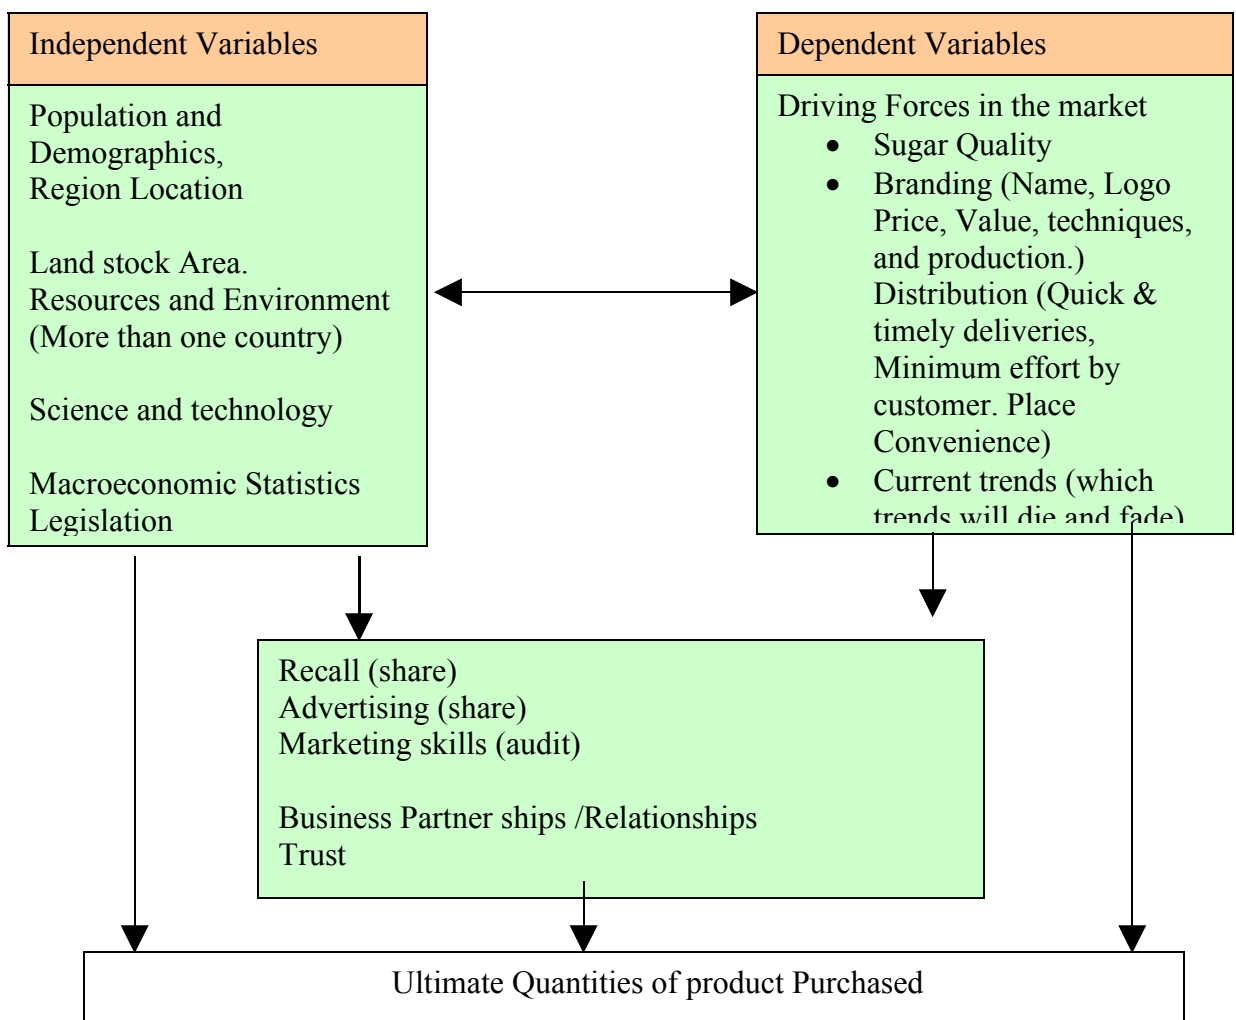 Independent Variables
Population and
Demographics,
Region Location
Land stock Area.
Resources and Environment
(More than one country)
Science and technology
Macroeconomic Statistics
Legislation
Dependent Variables
Driving Forces in the market
• Sugar Quality
• Branding (Name, Logo
Price, Value, techniques,
and production.)
Distribution (Quick &
timely deliveries,
Minimum effort by
customer. Place
Convenience)
• Current trends (which
trends will die and fade)
Recall (share)
Advertising (share)
Marketing skills (audit)
Business Partner ships /Relationships
Trust
Ultimate Quantities of product Purchased